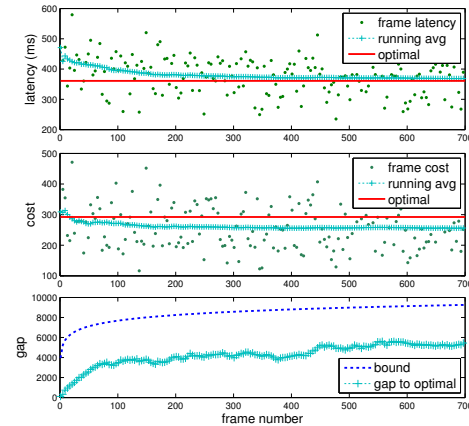 600
500
400
300
200
0 100 200 300 400 500 600 700
latency (ms)
frame latency
running avg
optimal
500
400
300
200
100
0 100 200 300 400 500 600 700
cost
frame cost
running avg
optimal
10000
8000
6000
4000
2000
0
0 100 200 300 400 500 600 700
gap
bound
gap to optimal
frame number